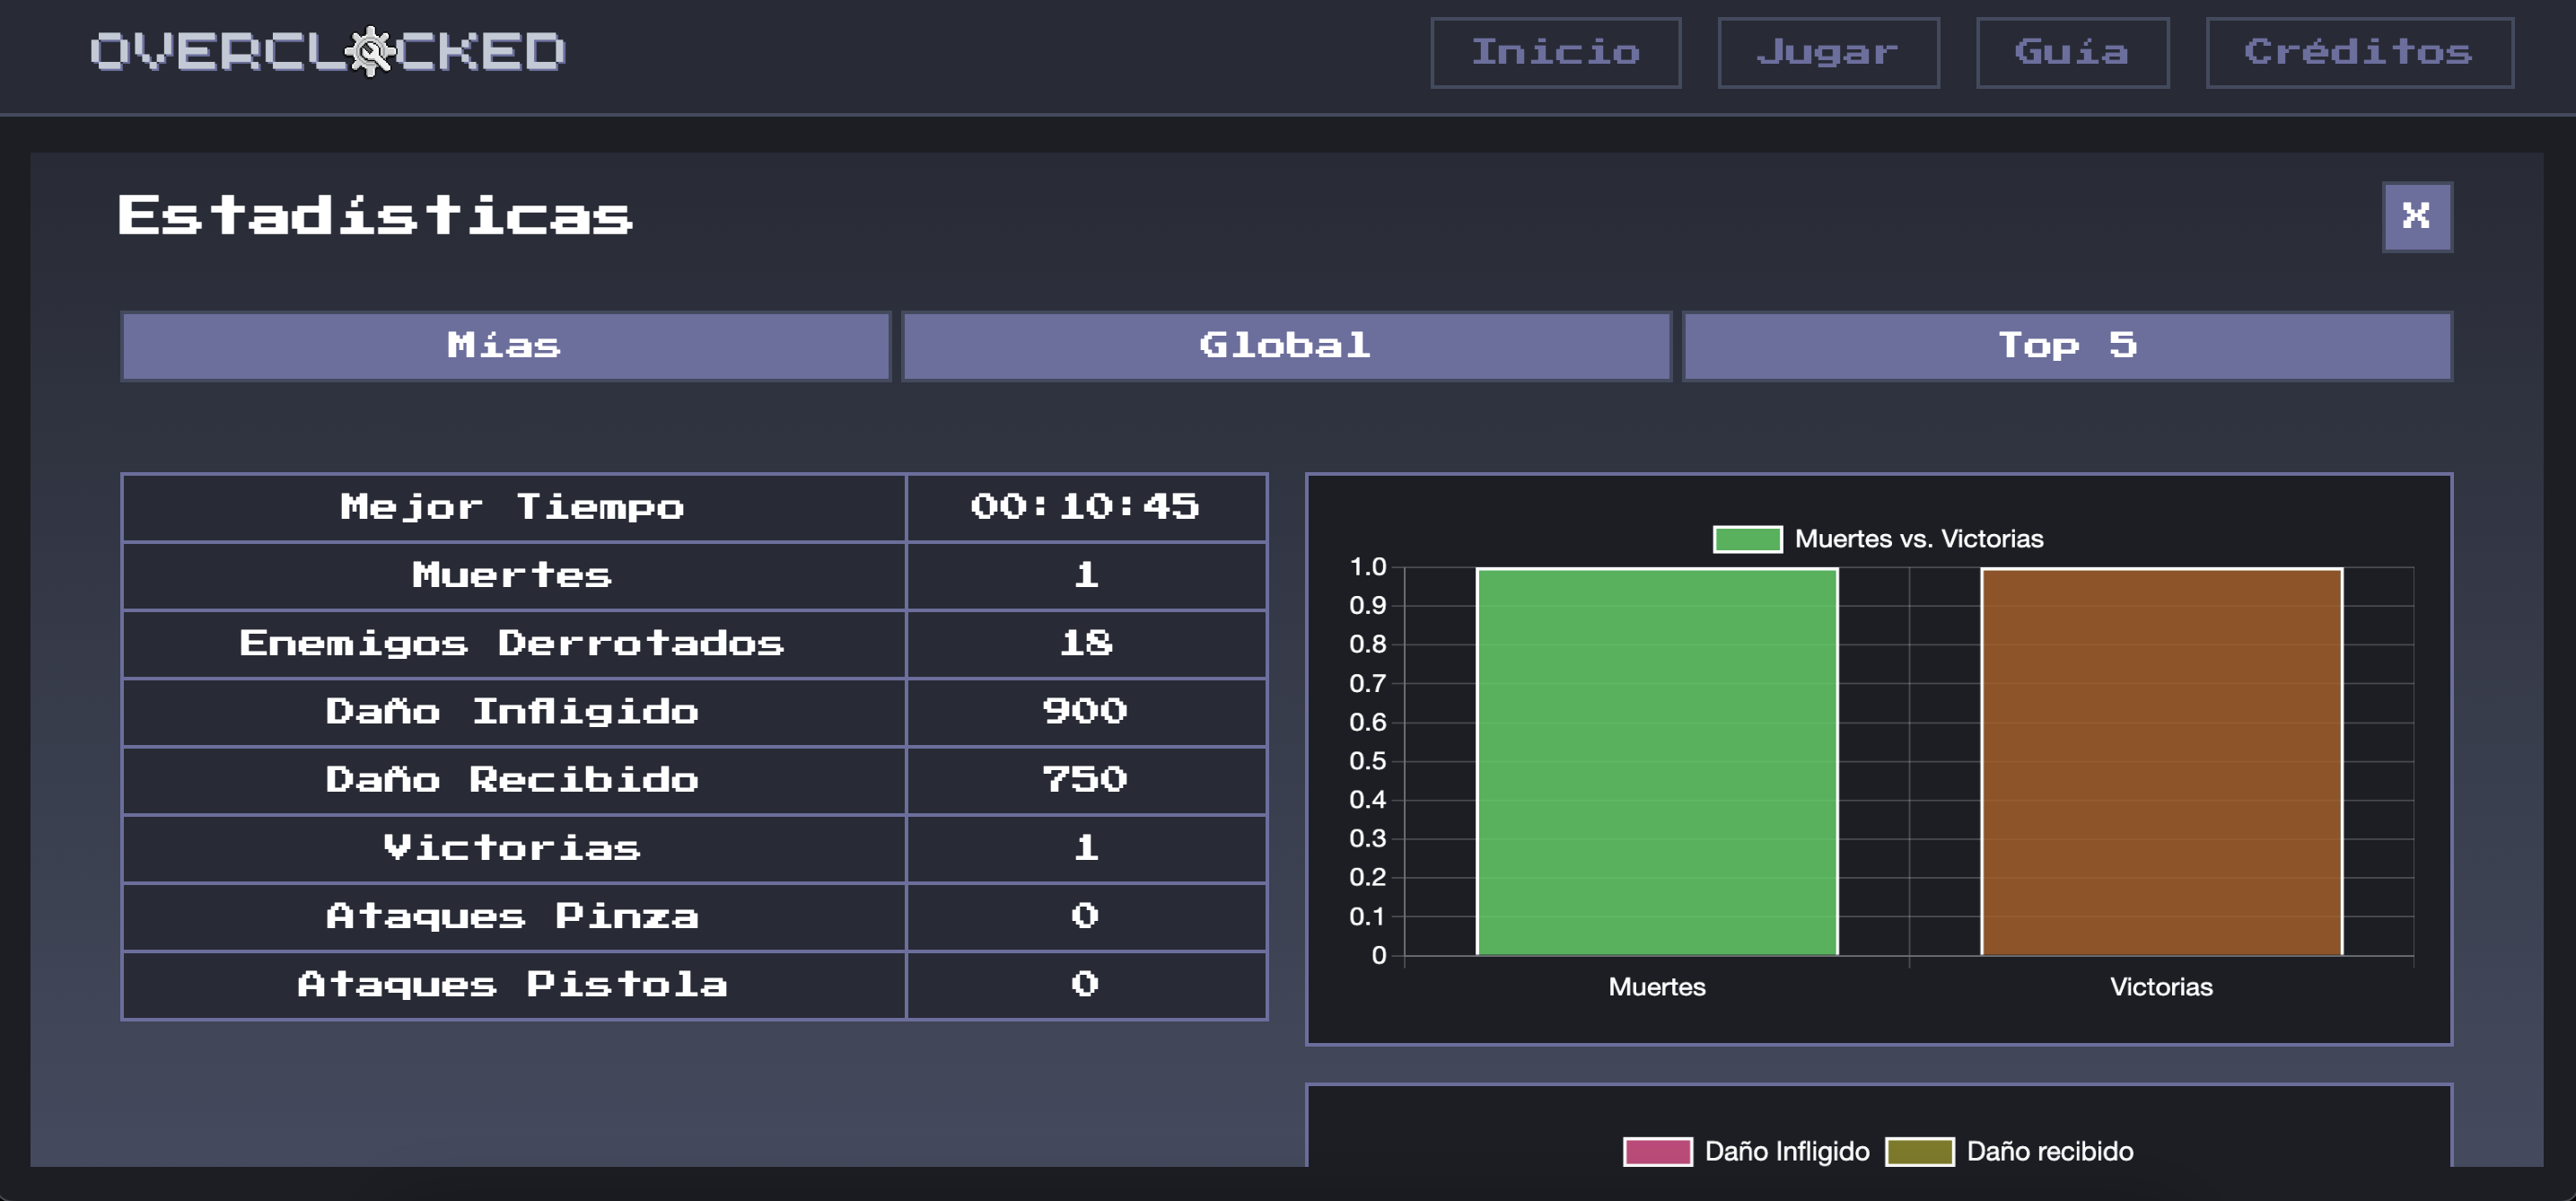 OVERCLOCKED
Inicio
Jugar
Guía
Créditos
Estadísticas
X
Mías
Global
Top 5
Mejor Tiempo 00:10:45
Muertes 1
Enemigos Derrotados 18
Daño Infligido 900
Daño Recibido 750
Victorias 1
Ataques Pinza 0
Ataques Pistola 0
Muertes vs. Victorias
1.0
0.9
0.8
0.7
0.6
0.5
0.4
0.3
0.2
0.1
0
Muertes
Victorias
Daño Infligido
Daño recibido